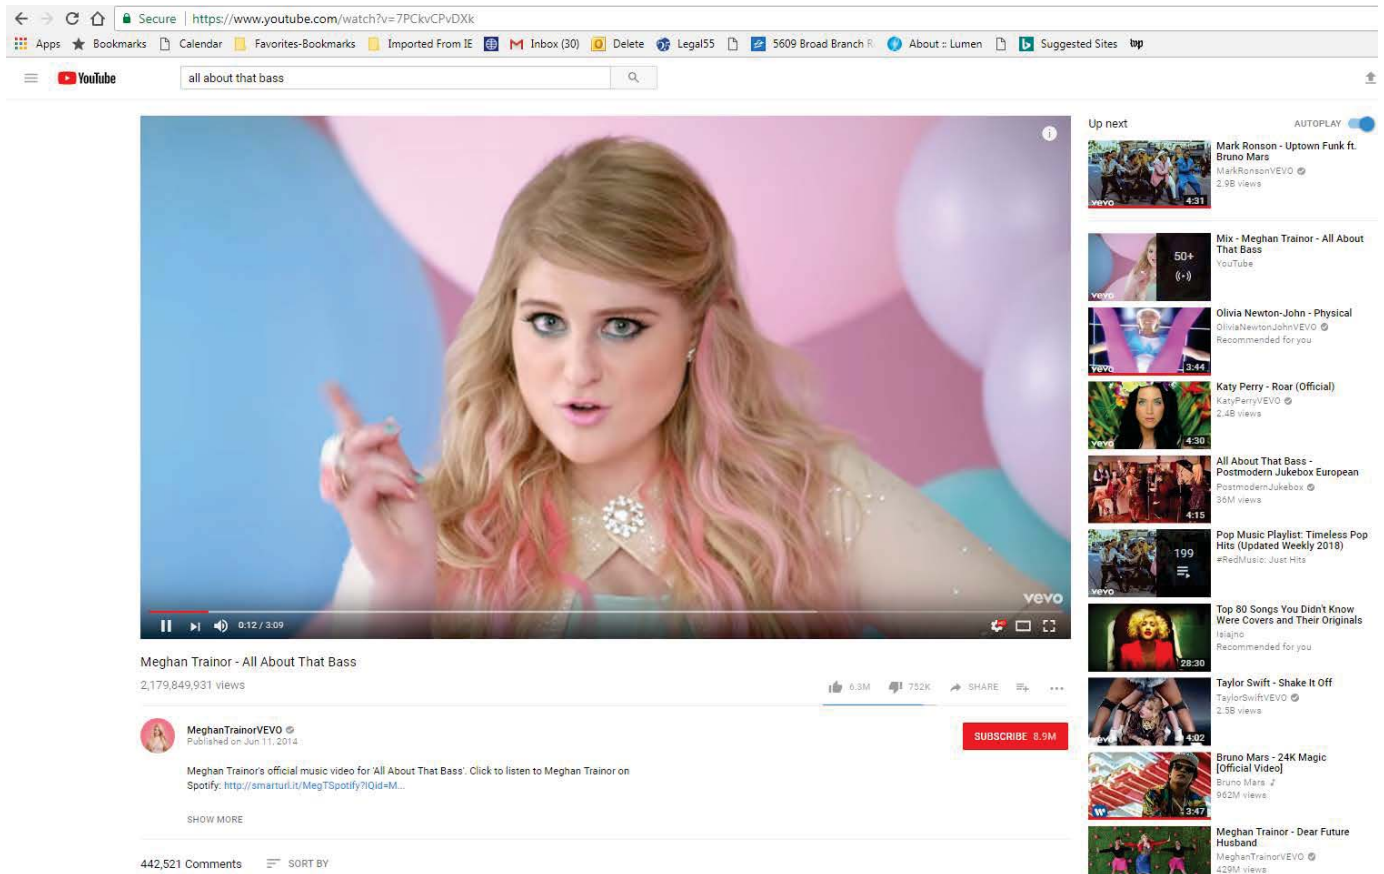 Secure https://www.youtube.com/watch?v=7PCkvCPvDXk
Apps Bookmarks Calendar Favorites-Bookmarks Imported From IE Inbox (30) Delete Legal55 5609 Broad Branch R About :: Lumen Suggested Sites
YouTube
all about that bass
vevo
0:12 / 3:09
Meghan Trainor - All About That Bass
2,179,849,931 views
6.3M 752K SHARE
MeghanTrainorVEVO
Published on Jun 11, 2014
SUBSCRIBE 8.9M
Meghan Trainor's official music video for 'All About That Bass'. Click to listen to Meghan Trainor on
Spotify: http://smarturl.it/MegTSpotify?IQid=M...
SHOW MORE
442,521 Comments SORT BY
Up next AUTOPLAY
Mark Ronson - Uptown Funk ft.
Bruno Mars
MarkRonsonVEVO
2.9B views
vevo 4:31
Mix - Meghan Trainor - All About
That Bass
YouTube
50+
vevo
Olivia Newton-John - Physical
OliviaNewtonJohnVEVO
Recommended for you
vevo 3:44
Katy Perry - Roar (Official)
KatyPerryVEVO
2.4B views
vevo 4:30
All About That Bass -
Postmodern Jukebox European
PostmodernJukebox
36M views
4:15
Pop Music Playlist: Timeless Pop
Hits (Updated Weekly 2018)
#RedMusic: Just Hits
199
vevo
Top 80 Songs You Didn't Know
Were Covers and Their Originals
Recommended for you
28:30
Taylor Swift - Shake It Off
TaylorSwiftVEVO
2.5B views
vevo 4:02
Bruno Mars - 24K Magic
[Official Video]
Bruno Mars
962M views
3:47
Meghan Trainor - Dear Future
Husband
MeghanTrainorVEVO
429M views